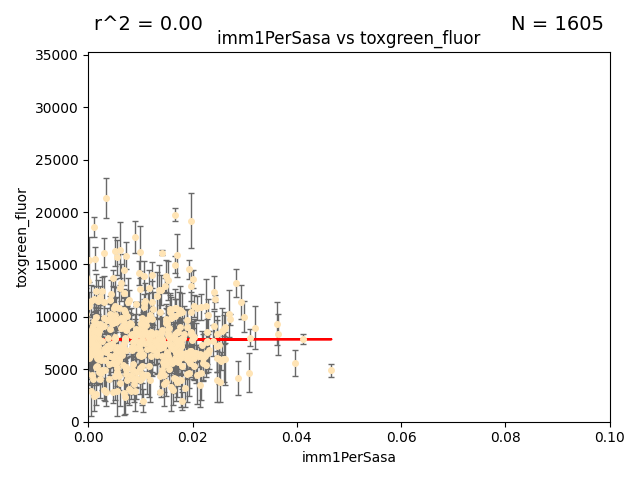 r^2 = 0.00
N = 1605
imm1PerSasa vs toxgreen_fluor
35000
30000
25000
20000
15000
10000
5000
0
toxgreen_fluor
0.00
0.02
0.04
0.06
0.08
0.10
imm1PerSasa